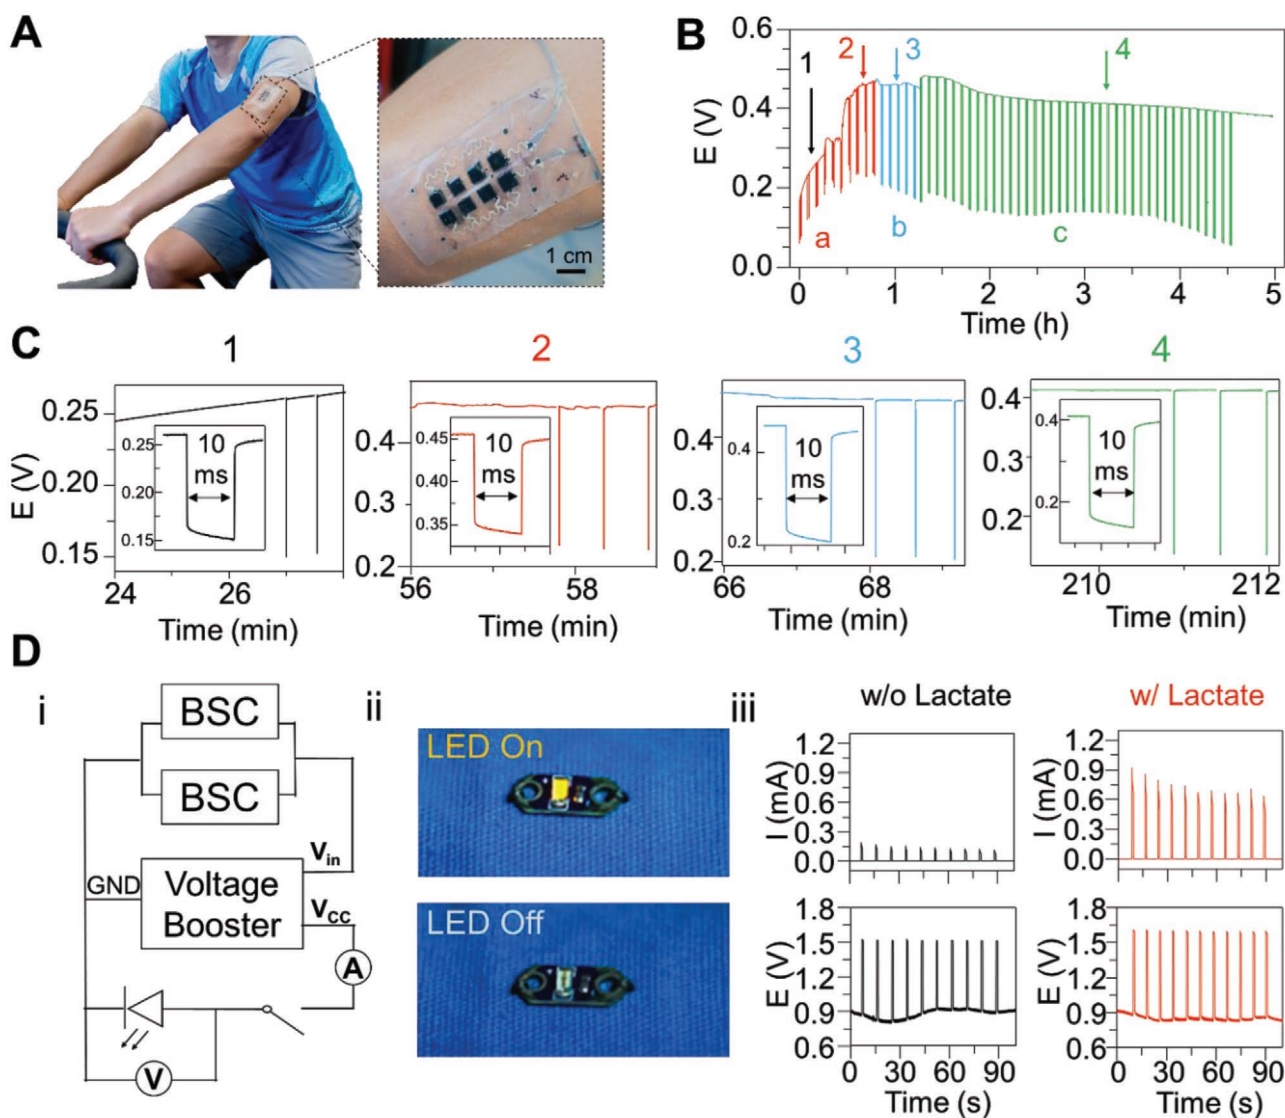 A
1 cm
B
E (V)
0.6
0.4
0.2
0.0
1
2
3
4
a
b
c
0 1 2 3 4 5
Time (h)
C
1
2
3
4
E (V)
0.25
0.20
0.15
0.25
0.20
0.15
10
ms
24 26
Time (min)
0.4
0.3
0.2
0.45
0.40
0.35
10
ms
56 58
Time (min)
0.4
0.3
0.2
0.4
0.2
10
ms
66 68
Time (min)
0.4
0.3
0.2
0.4
0.2
10
ms
210 212
Time (min)
D
i
BSC
BSC
Vin
GND
Voltage
Booster
VCC
A
V
ii
LED On
LED Off
iii
w/o Lactate
w/ Lactate
I (mA)
1.2
0.9
0.6
0.3
0.0
I (mA)
1.2
0.9
0.6
0.3
0.0
E (V)
1.8
1.5
1.2
0.9
0.6
0 30 60 90
Time (s)
E (V)
1.8
1.5
1.2
0.9
0.6
0 30 60 90
Time (s)